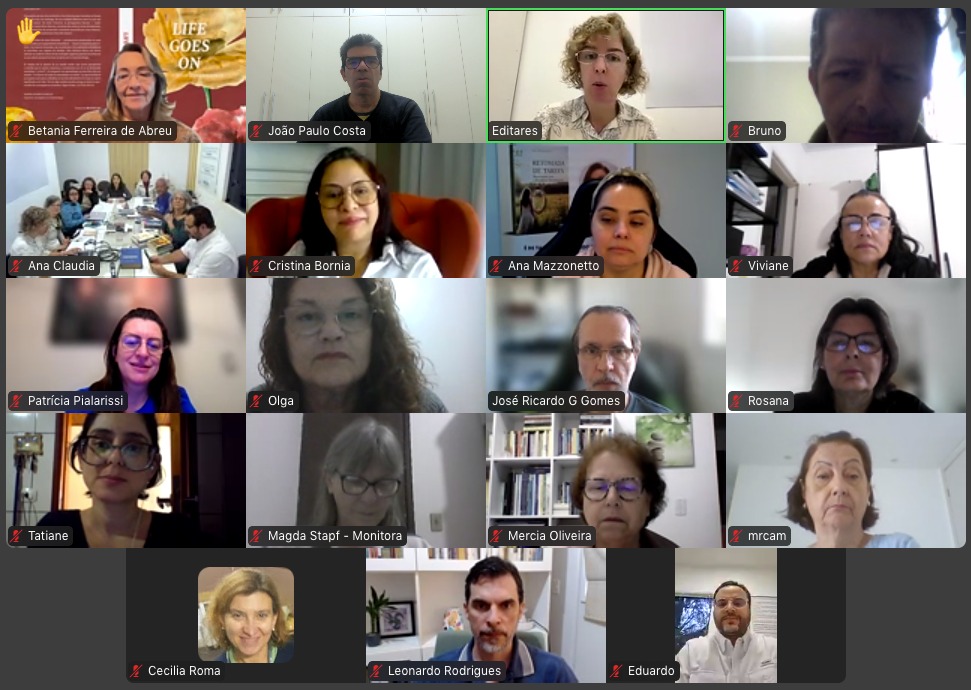 LIFE
GOES
ON
Betania Ferreira de Abreu
João Paulo Costa
Editares
Bruno
Ana Claudia
Cristina Bornia
Ana Mazzonetto
Viviane
Patrícia Pialarissi
Olga
José Ricardo G Gomes
Rosana
Tatiane
Magda Stapf - Monitora
Mercia Oliveira
mrcam
Cecilia Roma
Leonardo Rodrigues
Eduardo